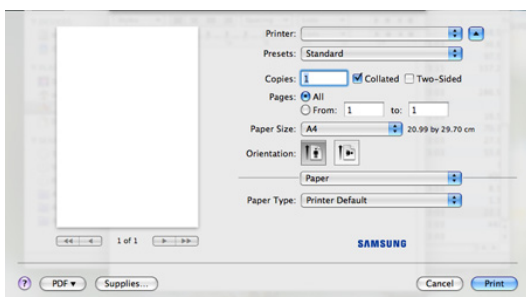 Printer:
Presets: Standard
Copies: 1 Collated Two-Sided
Pages: All
From: 1 to: 1
Paper Size: A4 20.99 by 29.70 cm
Orientation:
Paper
Paper Type: Printer Default
1 of 1
SAMSUNG
? PDF Supplies... Cancel Print